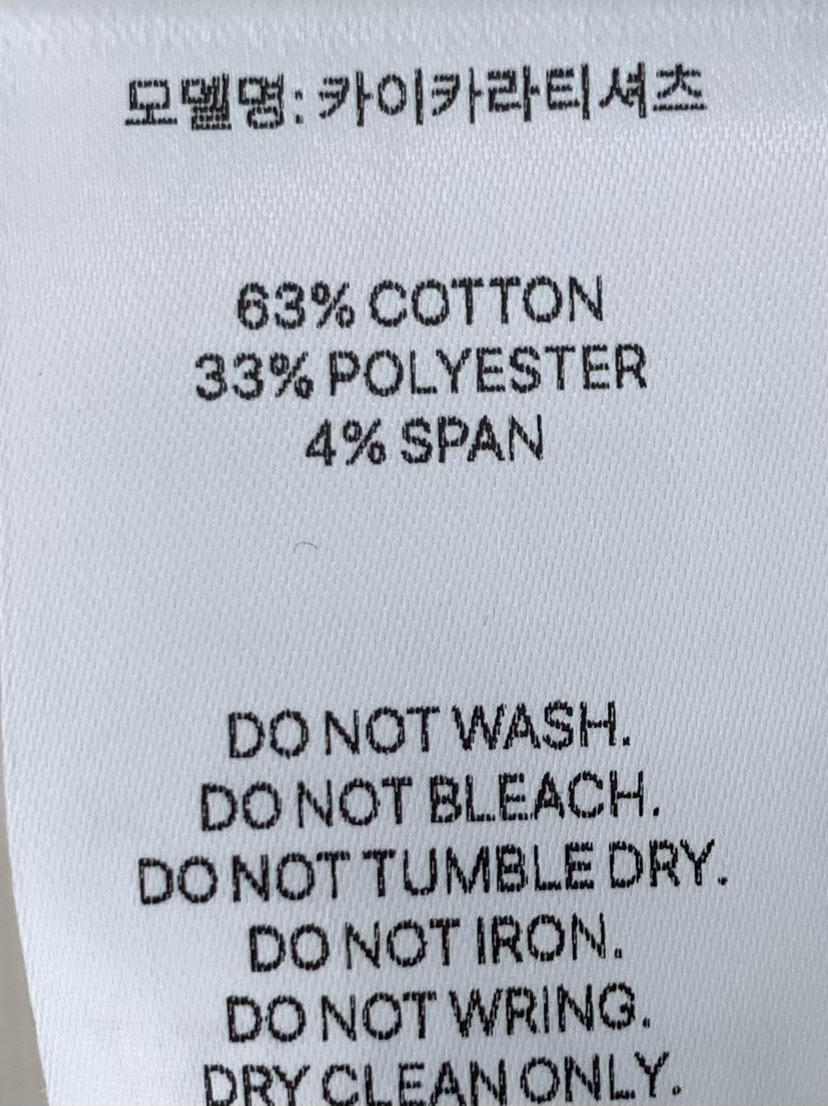 모델명: 카이카라티셔츠
63% COTTON
33% POLYESTER
4% SPAN
DO NOT WASH.
DO NOT BLEACH.
DO NOT TUMBLE DRY.
DO NOT IRON.
DO NOT WRING.
DRY CLEAN ONLY.